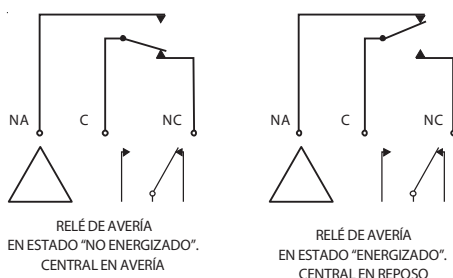 NA C NC
NA C NC
RELÉ DE AVERÍA
EN ESTADO “NO ENERGIZADO”.
CENTRAL EN AVERÍA
RELÉ DE AVERÍA
EN ESTADO “ENERGIZADO”.
CENTRAL EN REPOSO